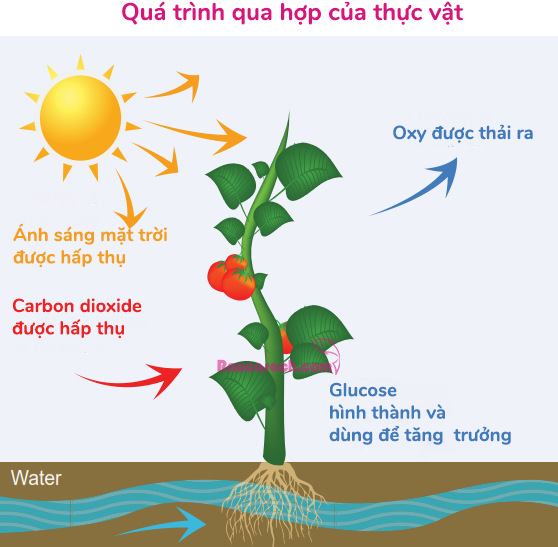 Quá trình qua hợp của thực vật
Oxy được thải ra
Ánh sáng mặt trời
được hấp thụ
Carbon dioxide
được hấp thụ
Glucose
hình thành và
dùng để tăng trưởng
Water